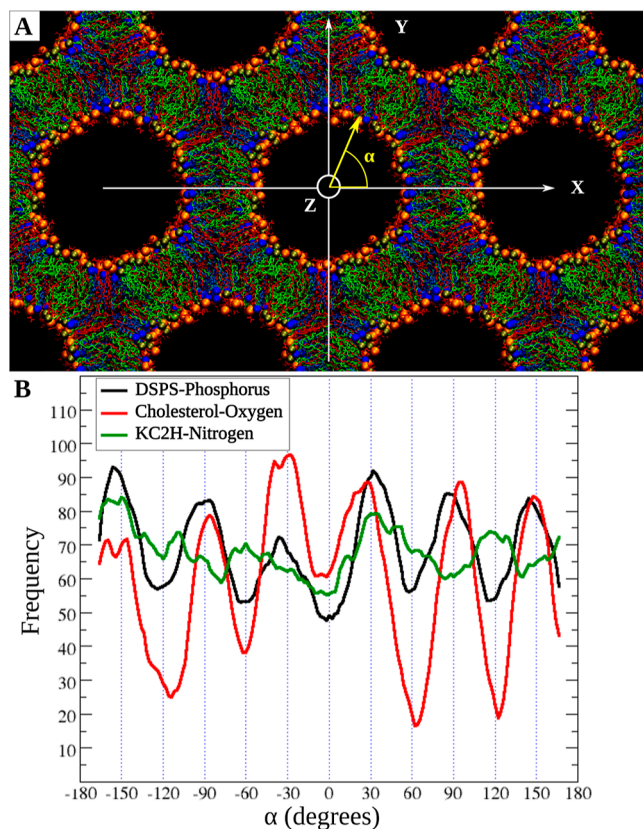 A
Y
α
X
Z
B
DSPS-Phosphorus
Cholesterol-Oxygen
KC2H-Nitrogen
110
100
90
80
70
60
50
40
30
20
10
Frequency
-180 -150 -120 -90 -60 -30 0 30 60 90 120 150 180
α (degrees)